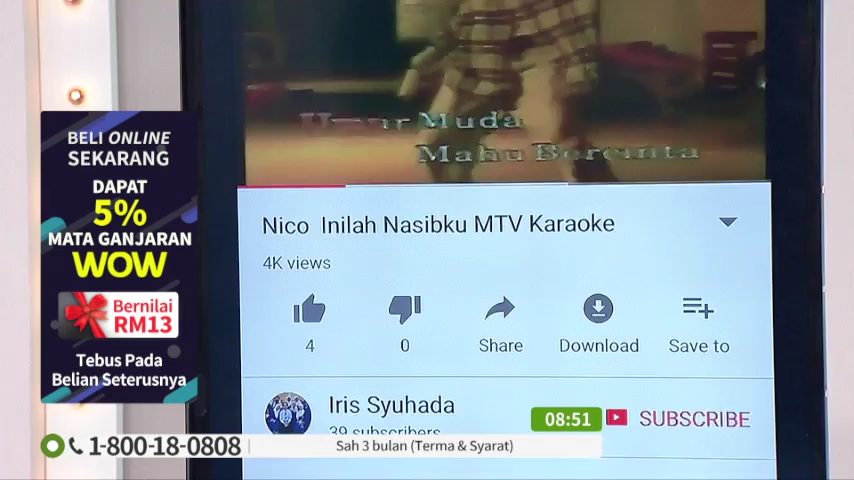 Umur Muda
Mahu Bercinta
BELI ONLINE
SEKARANG
DAPAT
5%
MATA GANJARAN
WOW
Bernilai
RM13
Tebus Pada
Belian Seterusnya
Nico Inilah Nasibku MTV Karaoke
4K views
4
0
Share
Download
Save to
Iris Syuhada
39 subscribers
08:51
SUBSCRIBE
1-800-18-0808
Sah 3 bulan (Terma & Syarat)